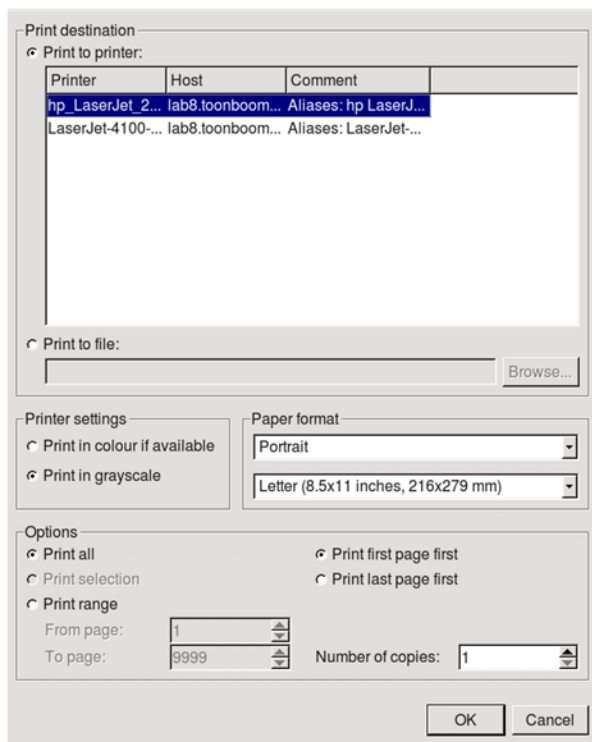 Print destination
Print to printer:
Printer Host Comment
hp_LaserJet_2... lab8.toonboom... Aliases: hp LaserJ...
LaserJet-4100-... lab8.toonboom... Aliases: LaserJet-...
Print to file:
Browse...
Printer settings
Print in colour if available
Print in grayscale
Paper format
Portrait
Letter (8.5x11 inches, 216x279 mm)
Options
Print all
Print selection
Print range
From page: 1
To page: 9999
Print first page first
Print last page first
Number of copies: 1
OK Cancel